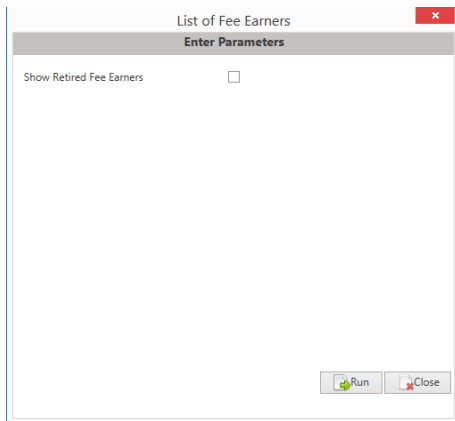 List of Fee Earners
Enter Parameters
Show Retired Fee Earners
Run Close